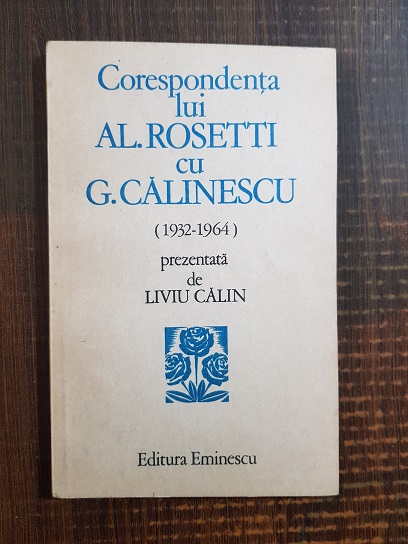 Corespondența
lui
AL. ROSETTI
cu
G. CĂLINESCU
(1932-1964)
prezentată
de
LIVIU CĂLIN
Editura Eminescu